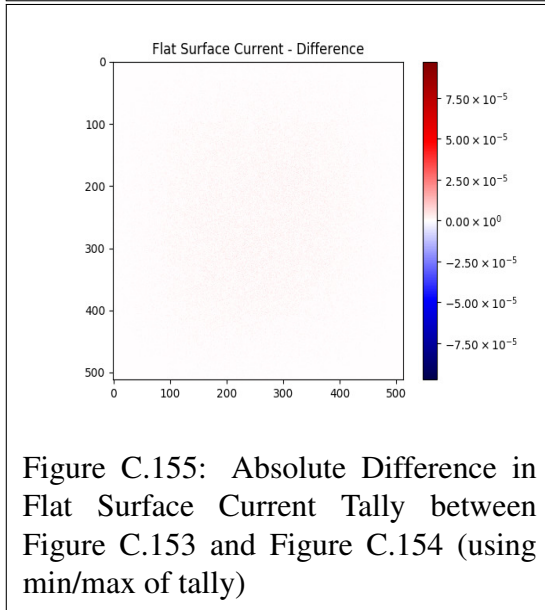 Flat Surface Current - Difference
0
100
200
300
400
500
0 100 200 300 400 500
7.50 × 10⁻⁵
5.00 × 10⁻⁵
2.50 × 10⁻⁵
0.00 × 10⁰
−2.50 × 10⁻⁵
−5.00 × 10⁻⁵
−7.50 × 10⁻⁵
Figure C.155: Absolute Difference in
Flat Surface Current Tally between
Figure C.153 and Figure C.154 (using
min/max of tally)